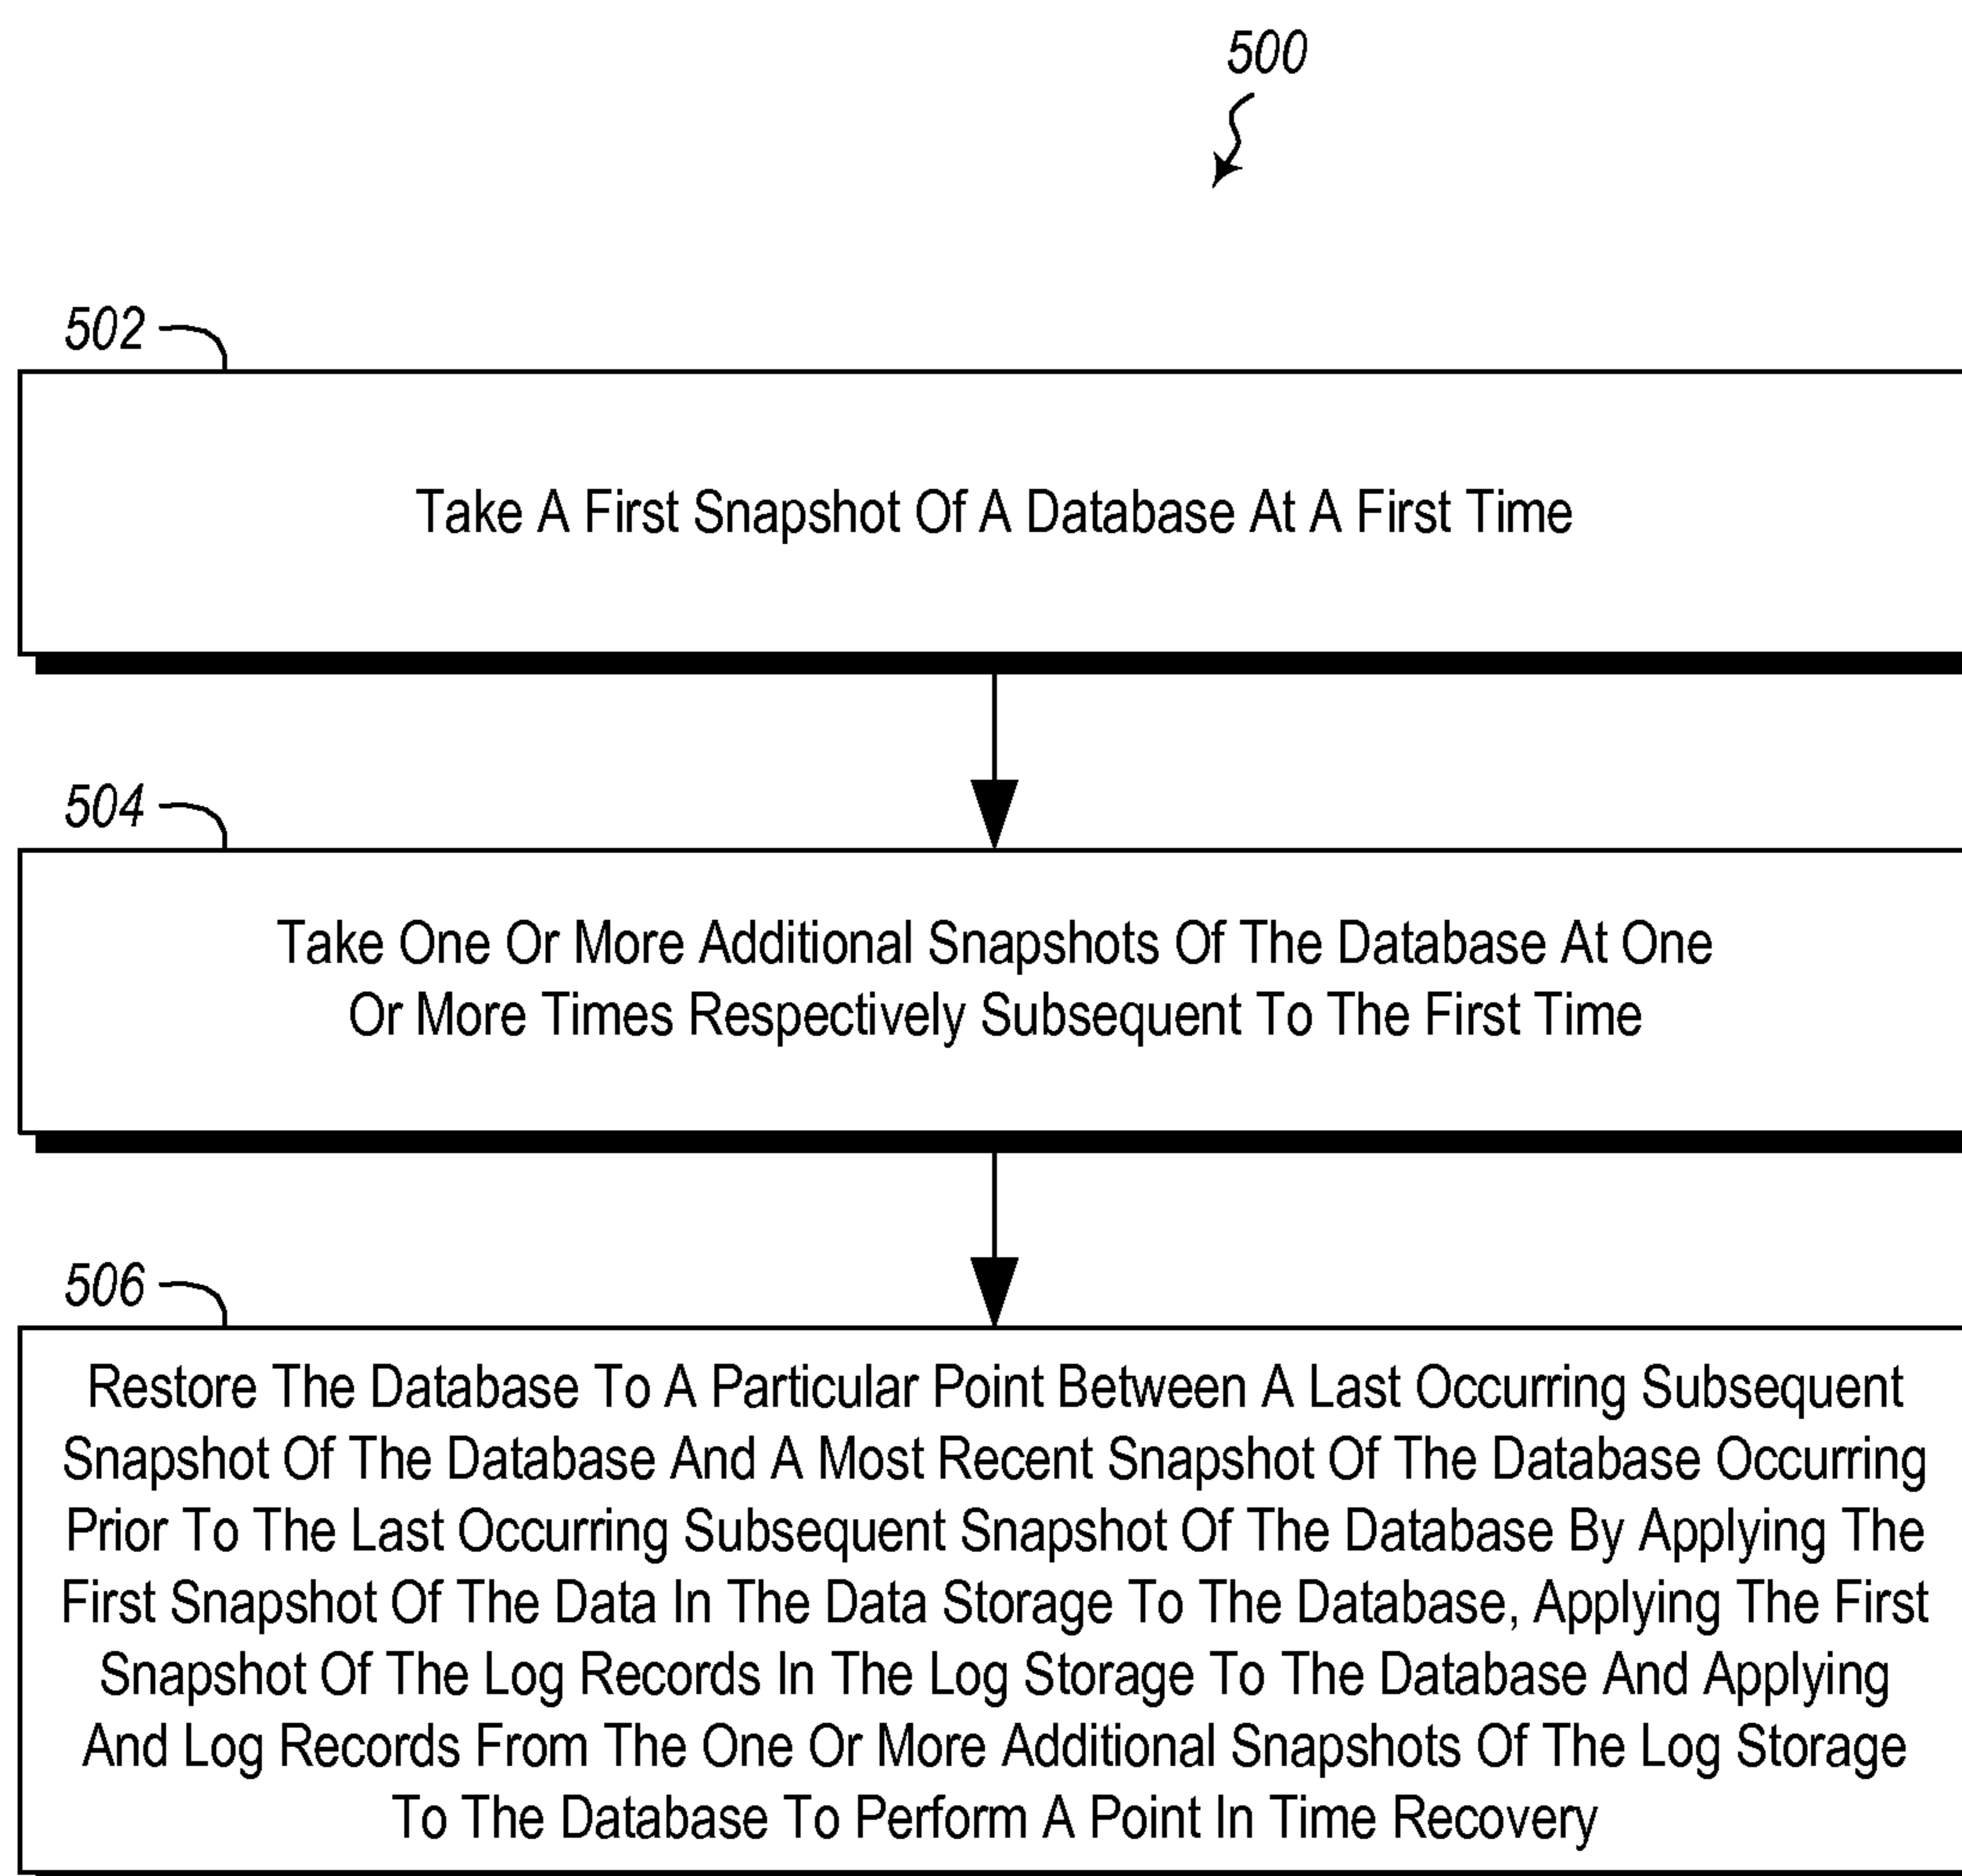 500
502
Take A First Snapshot Of A Database At A First Time
504
Take One Or More Additional Snapshots Of The Database At One
Or More Times Respectively Subsequent To The First Time
506
Restore The Database To A Particular Point Between A Last Occurring Subsequent
Snapshot Of The Database And A Most Recent Snapshot Of The Database Occurring
Prior To The Last Occurring Subsequent Snapshot Of The Database By Applying The
First Snapshot Of The Data In The Data Storage To The Database, Applying The First
Snapshot Of The Log Records In The Log Storage To The Database And Applying
And Log Records From The One Or More Additional Snapshots Of The Log Storage
To The Database To Perform A Point In Time Recovery